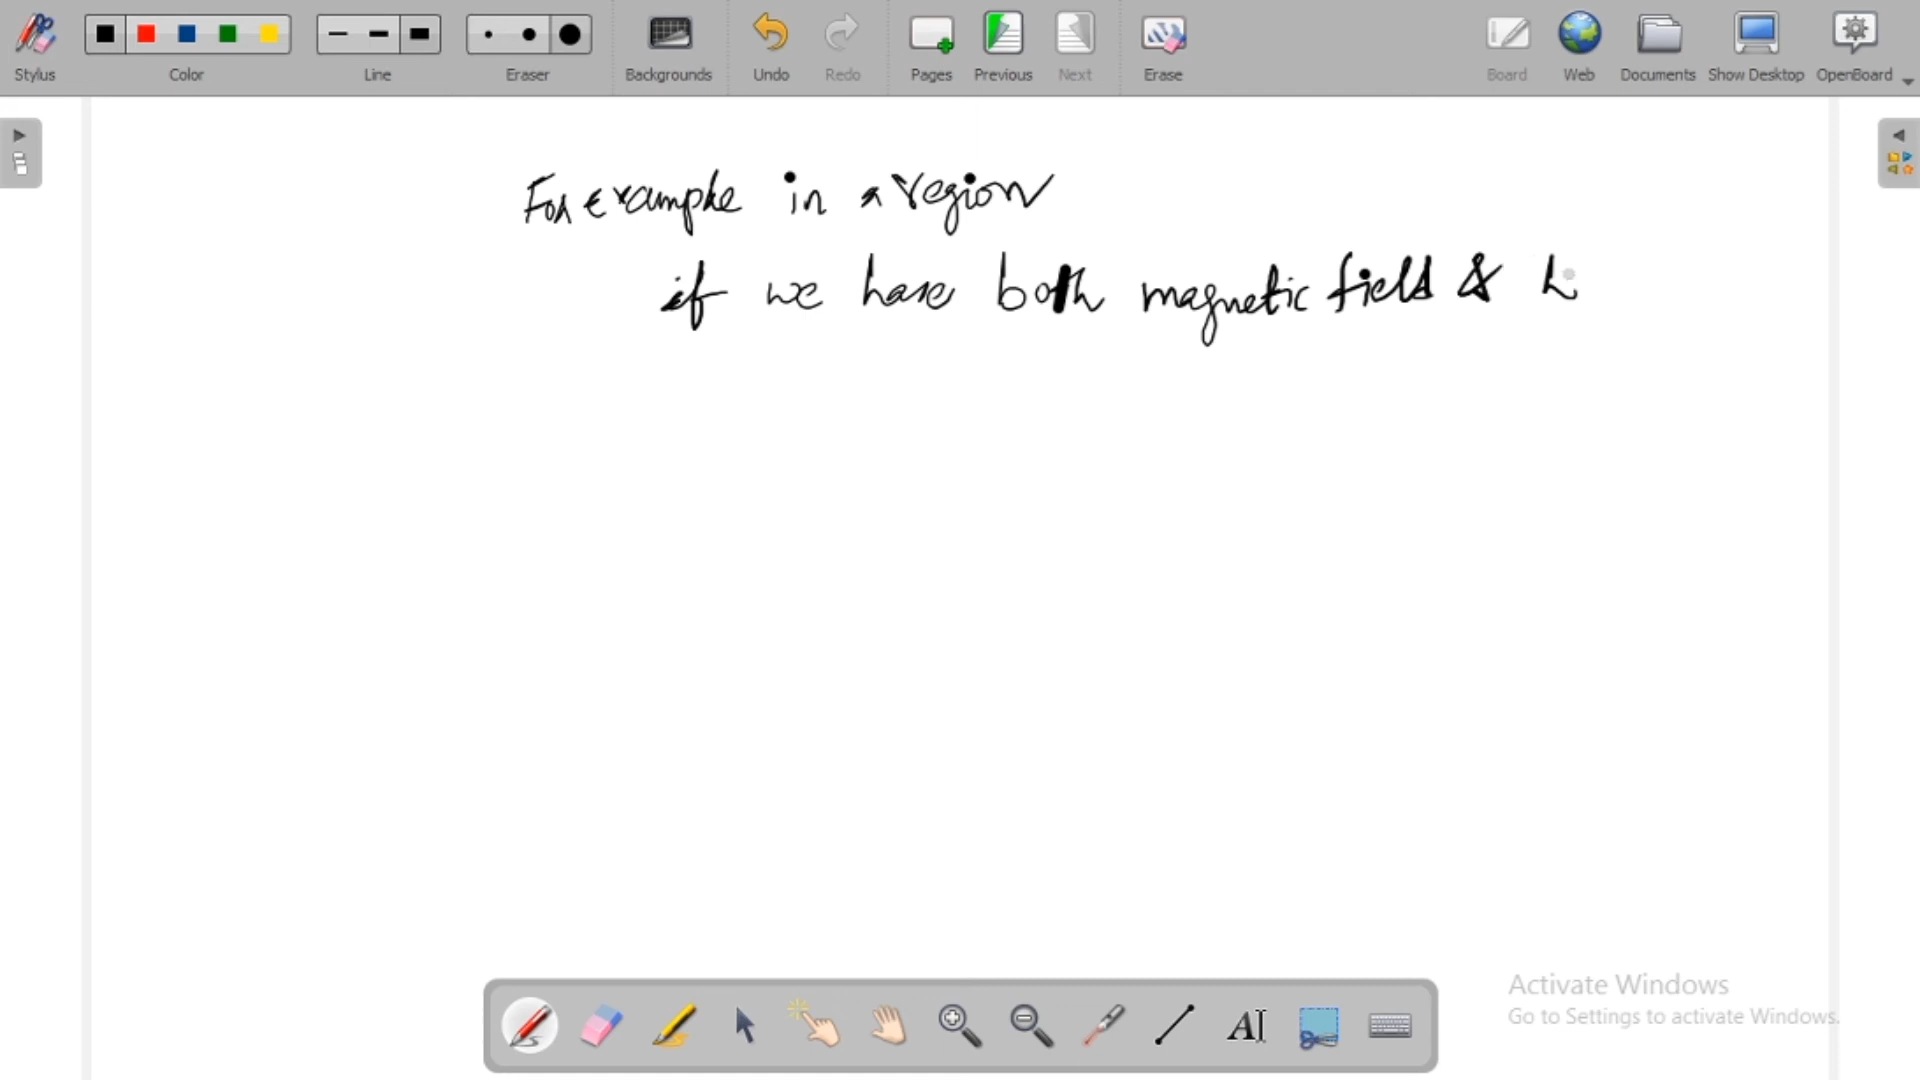 Stylus Color Line Eraser Backgrounds Undo Redo Pages Previous Next Erase Board Web Documents Show Desktop OpenBoard
For example in a region
if we have both magnetic field &
Activate Windows
Go to Settings to activate Windows.